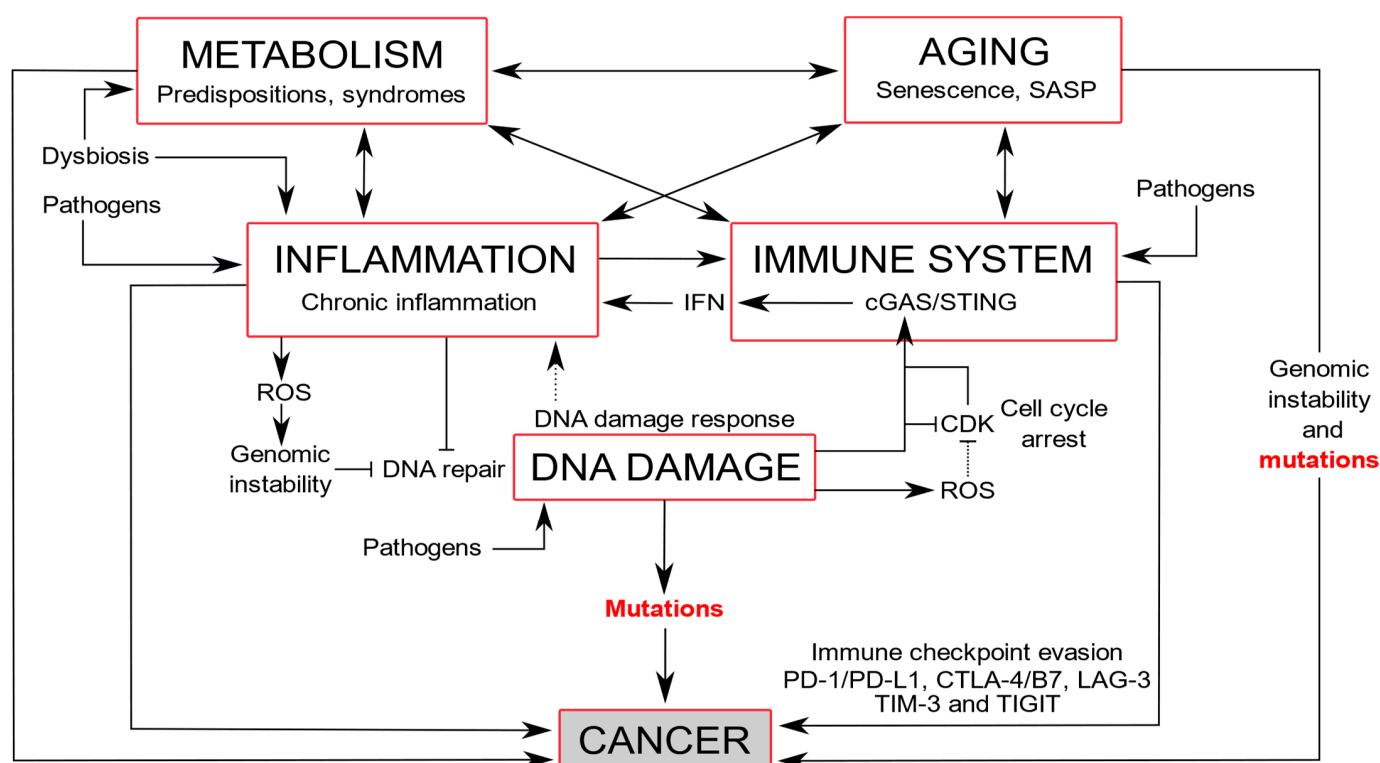 METABOLISM
Predispositions, syndromes
AGING
Senescence, SASP
Dysbiosis
Pathogens
Pathogens
INFLAMMATION
Chronic inflammation
IMMUNE SYSTEM
IFN
cGAS/STING
ROS
Genomic
instability
DNA repair
DNA damage response
DNA DAMAGE
CDK
Cell cycle
arrest
ROS
Genomic
instability
and
mutations
Pathogens
Mutations
Immune checkpoint evasion
PD-1/PD-L1, CTLA-4/B7, LAG-3
TIM-3 and TIGIT
CANCER